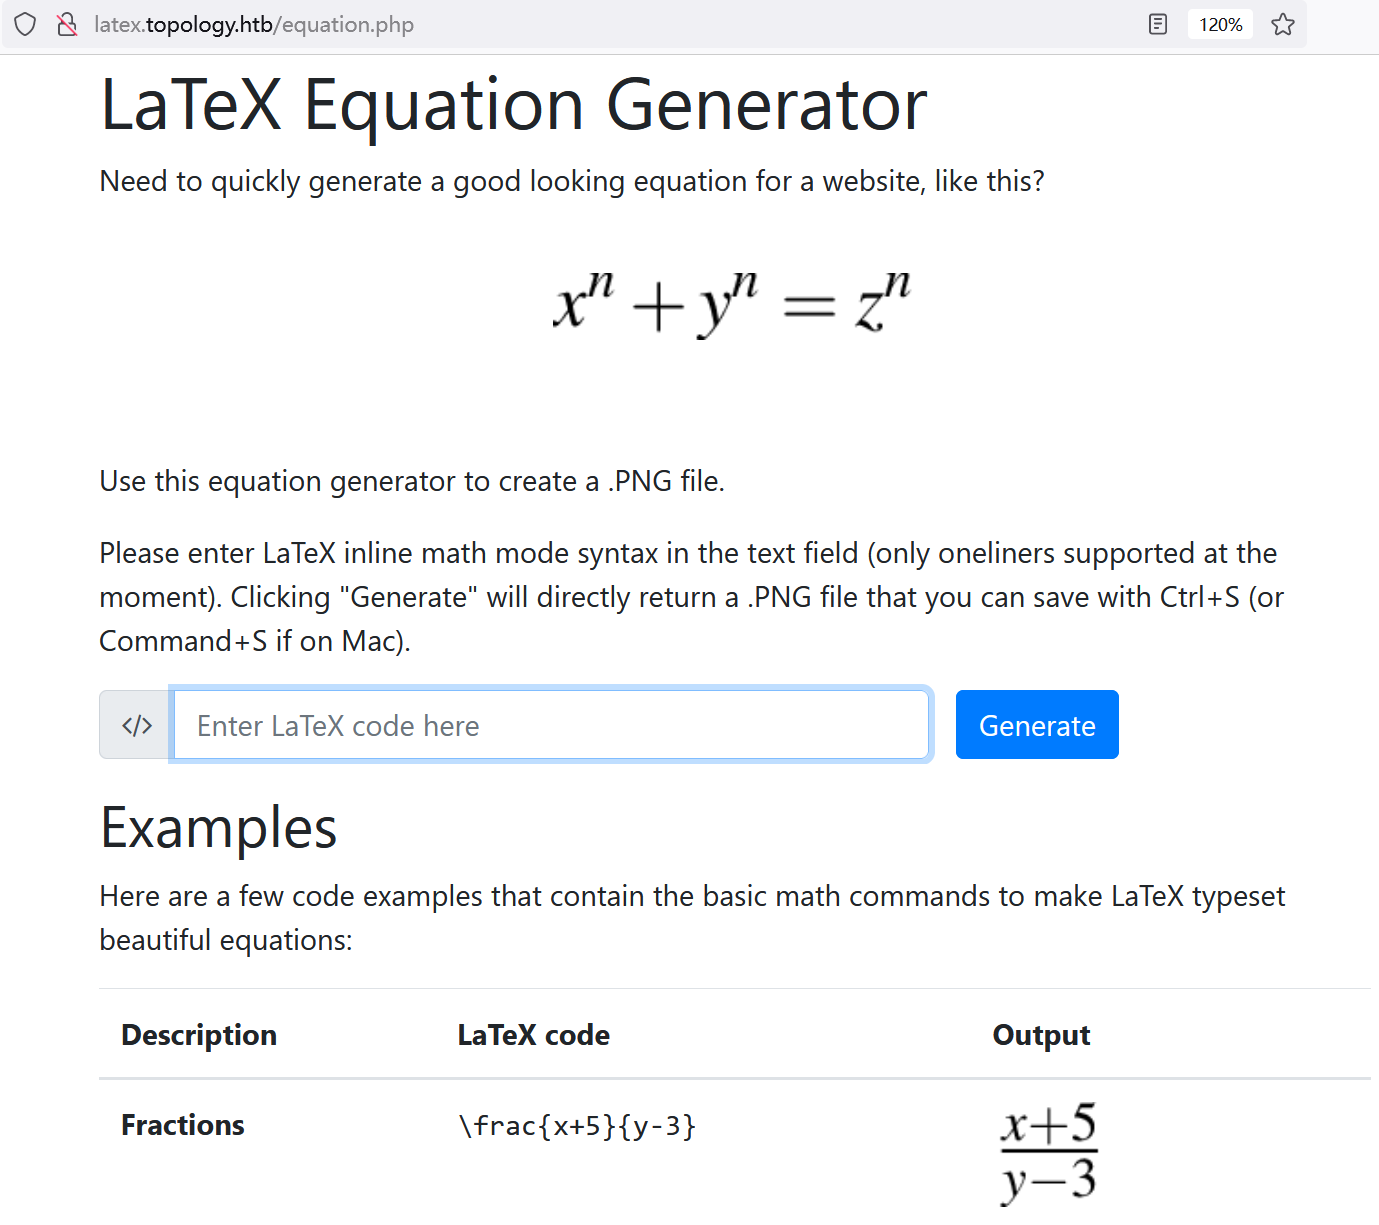 latex.topology.htb/equation.php 120%
LaTeX Equation Generator
Need to quickly generate a good looking equation for a website, like this?
xⁿ + yⁿ = zⁿ
Use this equation generator to create a .PNG file.
Please enter LaTeX inline math mode syntax in the text field (only oneliners supported at the
moment). Clicking "Generate" will directly return a .PNG file that you can save with Ctrl+S (or
Command+S if on Mac).
</> Enter LaTeX code here Generate
Examples
Here are a few code examples that contain the basic math commands to make LaTeX typeset
beautiful equations:
Description LaTeX code Output
Fractions \frac{x+5}{y-3} x+5
y−3